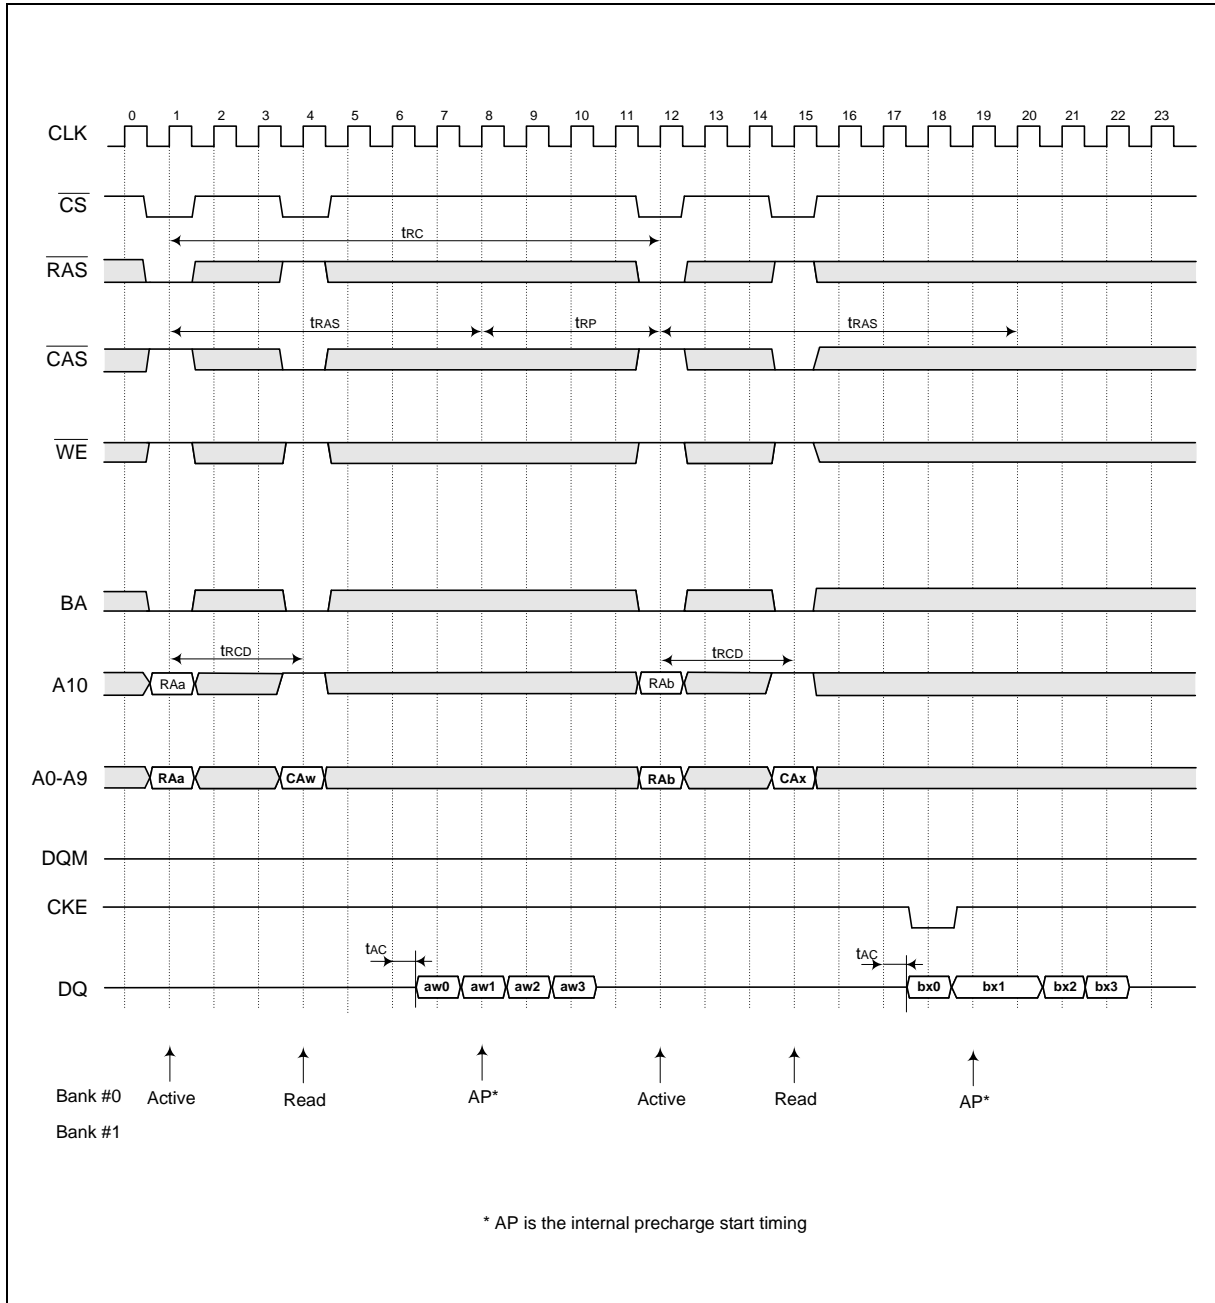 0 1 2 3 4 5 6 7 8 9 10 11 12 13 14 15 16 17 18 19 20 21 22 23
CLK
CS
tRC
RAS
tRAS tRP tRAS
CAS
WE
BA
tRCD tRCD
A10 RAa RAb
A0-A9 RAa CAw RAb CAx
DQM
CKE
tAC tAC
DQ aw0 aw1 aw2 aw3 bx0 bx1 bx2 bx3
Bank #0 Active Read AP* Active Read AP*
Bank #1
* AP is the internal precharge start timing